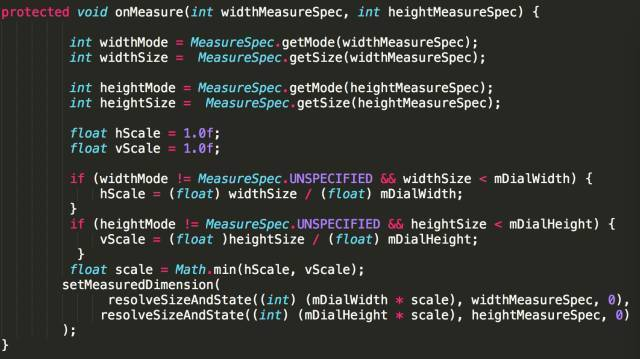 protected void onMeasure(int widthMeasureSpec, int heightMeasureSpec) {
int widthMode = MeasureSpec.getMode(widthMeasureSpec);
int widthSize =  MeasureSpec.getSize(widthMeasureSpec);
int heightMode = MeasureSpec.getMode(heightMeasureSpec);
int heightSize =  MeasureSpec.getSize(heightMeasureSpec);
float hScale = 1.0f;
float vScale = 1.0f;
if (widthMode != MeasureSpec.UNSPECIFIED && widthSize < mDialWidth) {
hScale = (float) widthSize / (float) mDialWidth;
}
if (heightMode != MeasureSpec.UNSPECIFIED && heightSize < mDialHeight) {
vScale = (float )heightSize / (float) mDialHeight;
}
float scale = Math.min(hScale, vScale);
setMeasuredDimension(
resolveSizeAndState((int) (mDialWidth * scale), widthMeasureSpec, 0),
resolveSizeAndState((int) (mDialHeight * scale), heightMeasureSpec, 0)
);
}